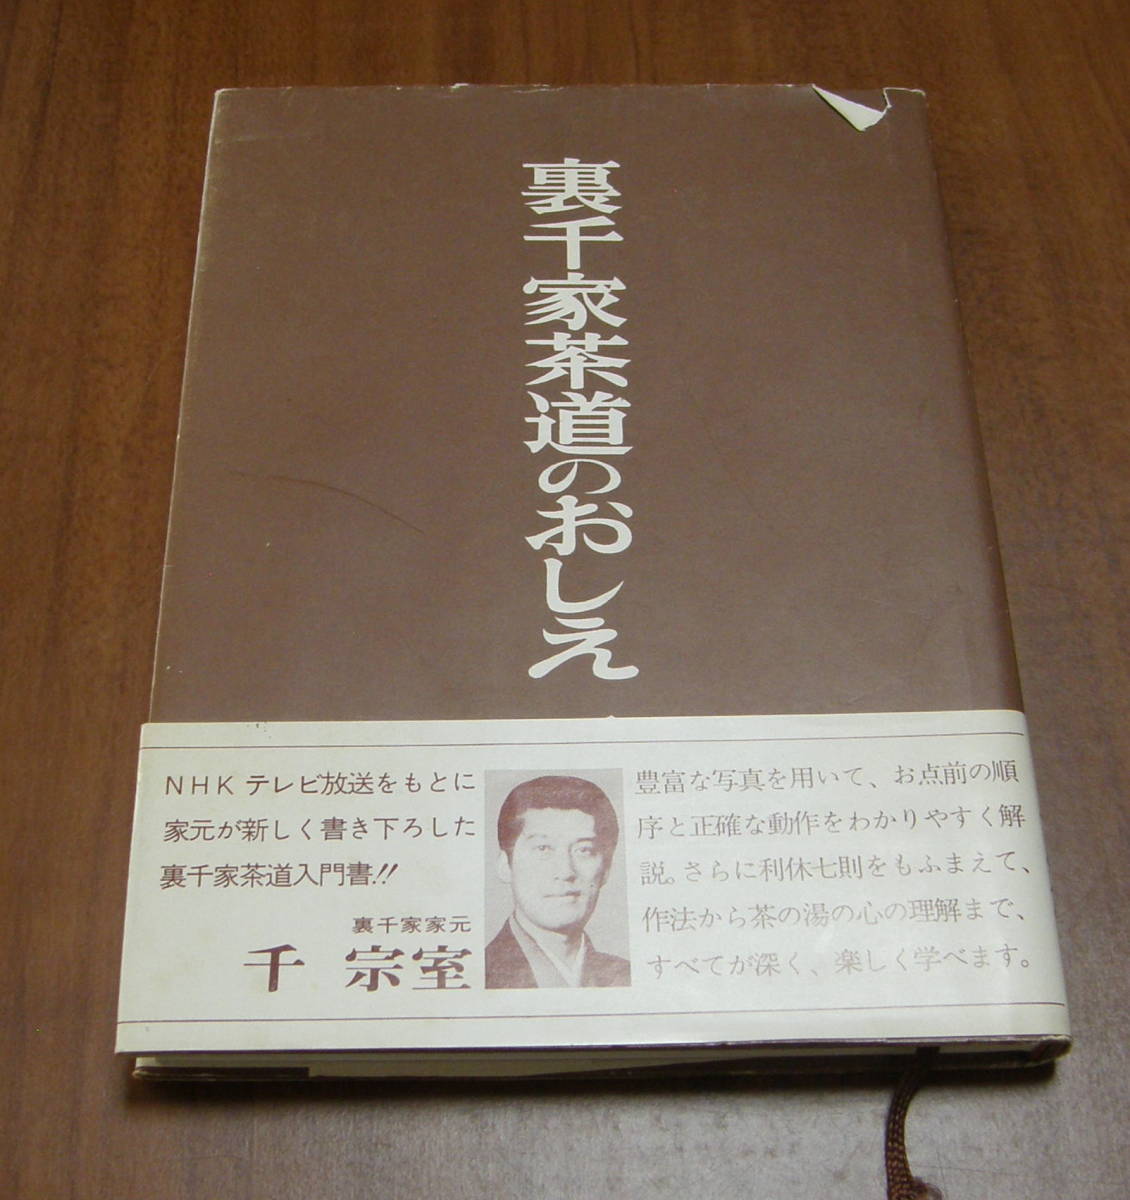 裏千家茶道のおしえ
NHKテレビ放送をもとに
家元が新しく書き下ろした
裏千家茶道入門書!!
裏千家家元
千 宗室
豊富な写真を用いて、お点前の順
序と正確な動作をわかりやすく解
説。さらに利休七則をもふまえて、
作法から茶の湯の心の理解まで、
すべてが深く、楽しく学べます。